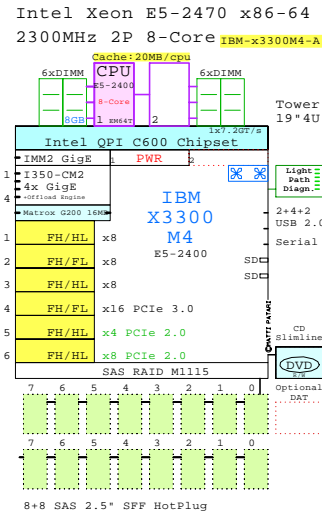 Intel Xeon E5-2470 x86-64
2300MHz 2P 8-Core IBM-x3300M4-A
Cache:20MB/cpu
6xDIMM CPU 6xDIMM
E5-2400
8-Core
8GB 1 EM64T 2
1x7.2GT/s
Tower
19"4U
Intel QPI C600 Chipset
IMM2 GigE 1 PWR 2
1 I350-CM2
4x GigE
4 +Offload Engine
Matrox G200 16MB
Light
Path
Diagn.
IBM
X3300
M4
E5-2400
2+4+2
USB 2.0
Serial
1 FH/HL x8
2 FH/FL x8
SD
3 FH/HL x8
SD
4 FH/FL x16 PCIe 3.0
5 FH/HL x4 PCIe 2.0
6 FH/HL x8 PCIe 2.0
©MATTI PATARI
CD
Slimline
DVD
R/W
SAS RAID M1115
Optional
DAT
7 6 5 4 3 2 1 0
7 6 5 4 3 2 1 0
8+8 SAS 2.5" SFF HotPlug